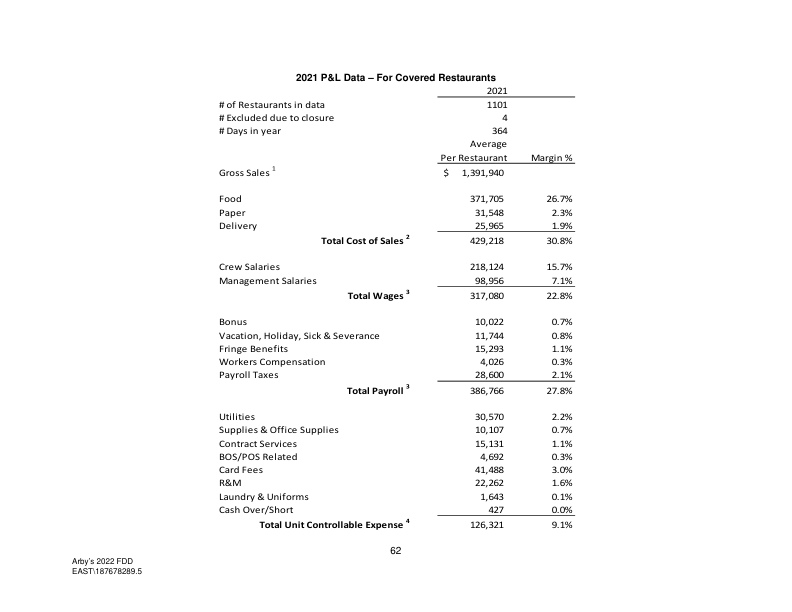 2021 P&L Data – For Covered Restaurants
2021
# of Restaurants in data 1101
# Excluded due to closure 4
# Days in year 364
Average
Per Restaurant Margin %
Gross Sales 1 $ 1,391,940
Food 371,705 26.7%
Paper 31,548 2.3%
Delivery 25,965 1.9%
Total Cost of Sales 2 429,218 30.8%
Crew Salaries 218,124 15.7%
Management Salaries 98,956 7.1%
Total Wages 3 317,080 22.8%
Bonus 10,022 0.7%
Vacation, Holiday, Sick & Severance 11,744 0.8%
Fringe Benefits 15,293 1.1%
Workers Compensation 4,026 0.3%
Payroll Taxes 28,600 2.1%
Total Payroll 3 386,766 27.8%
Utilities 30,570 2.2%
Supplies & Office Supplies 10,107 0.7%
Contract Services 15,131 1.1%
BOS/POS Related 4,692 0.3%
Card Fees 41,488 3.0%
R&M 22,262 1.6%
Laundry & Uniforms 1,643 0.1%
Cash Over/Short 427 0.0%
Total Unit Controllable Expense 4 126,321 9.1%
62
Arby's 2022 FDD
EAST\187678289.5